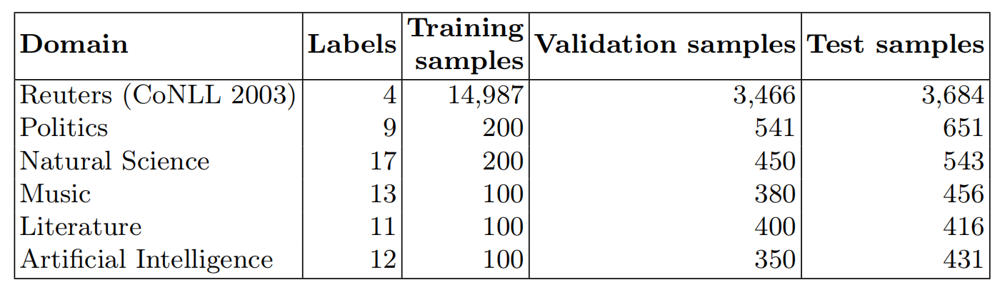 Domain Labels Training samples Validation samples Test samples
Reuters (CoNLL 2003) 4 14,987 3,466 3,684
Politics 9 200 541 651
Natural Science 17 200 450 543
Music 13 100 380 456
Literature 11 100 400 416
Artificial Intelligence 12 100 350 431